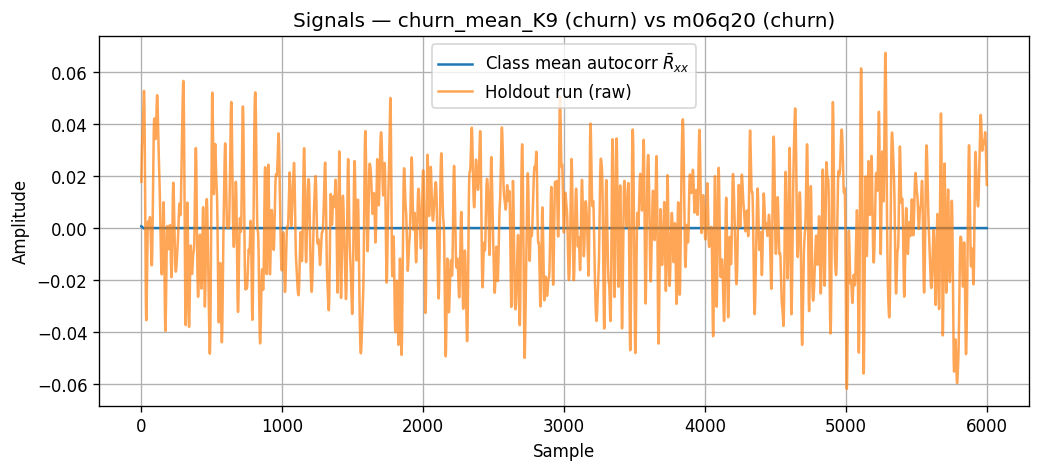 Signals — churn_mean_K9 (churn) vs m06q20 (churn)
Class mean autocorr R̄xx
Holdout run (raw)
Amplitude
0.06
0.04
0.02
0.00
−0.02
−0.04
−0.06
0 1000 2000 3000 4000 5000 6000
Sample